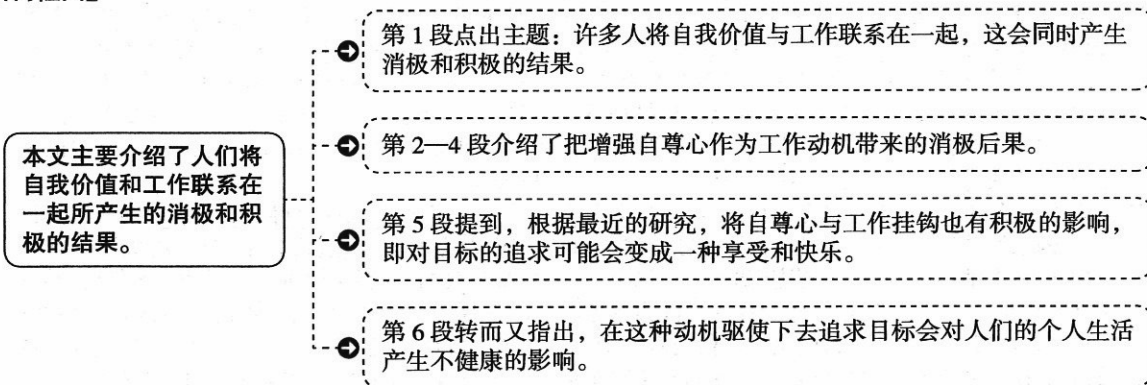 本文主要介绍了人们将
自我价值和工作联系在
一起所产生的消极和积
极的结果。
第 1 段点出主题：许多人将自我价值与工作联系在一起，这会同时产生
消极和积极的结果。
第 2—4 段介绍了把增强自尊心作为工作动机带来的消极后果。
第 5 段提到，根据最近的研究，将自尊心与工作挂钩也有积极的影响，
即对目标的追求可能会变成一种享受和快乐。
第 6 段转而又指出，在这种动机驱使下去追求目标会对人们的个人生活
产生不健康的影响。